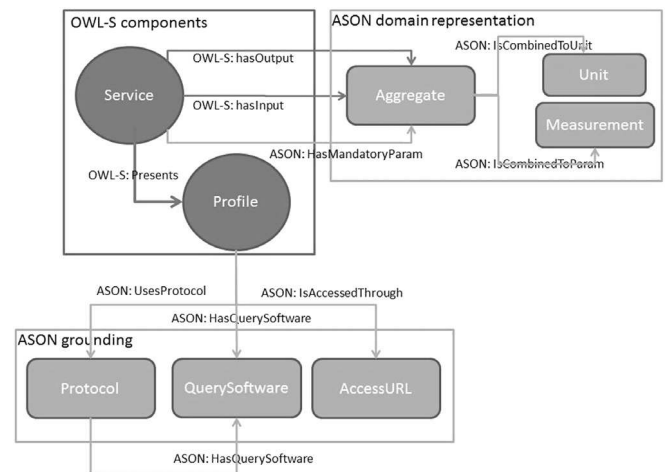 OWL-S components
ASON domain representation
OWL-S: hasOutput
ASON: IsCombinedToUnit
Service
Aggregate
Unit
OWL-S: hasInput
Measurement
ASON: HasMandatoryParam
ASON: IsCombinedToParam
OWL-S: Presents
Profile
ASON: UsesProtocol
ASON: IsAccessedThrough
ASON: HasQuerySoftware
ASON grounding
Protocol
QuerySoftware
AccessURL
ASON: HasQuerySoftware